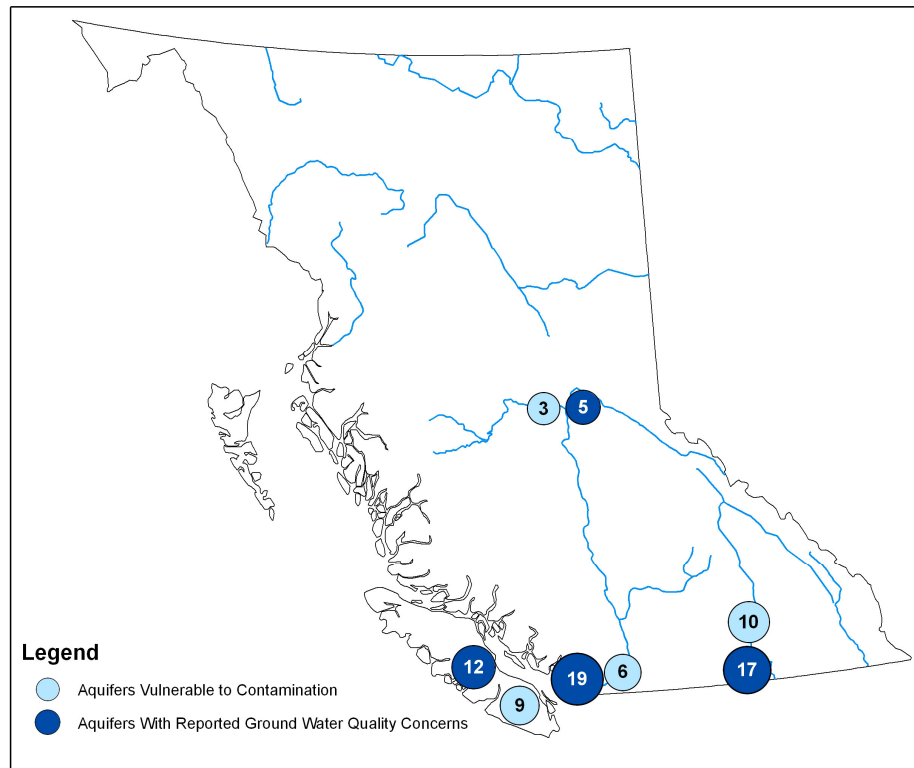 3
5
10
12
19
6
17
9
Legend
Aquifers Vulnerable to Contamination
Aquifers With Reported Ground Water Quality Concerns